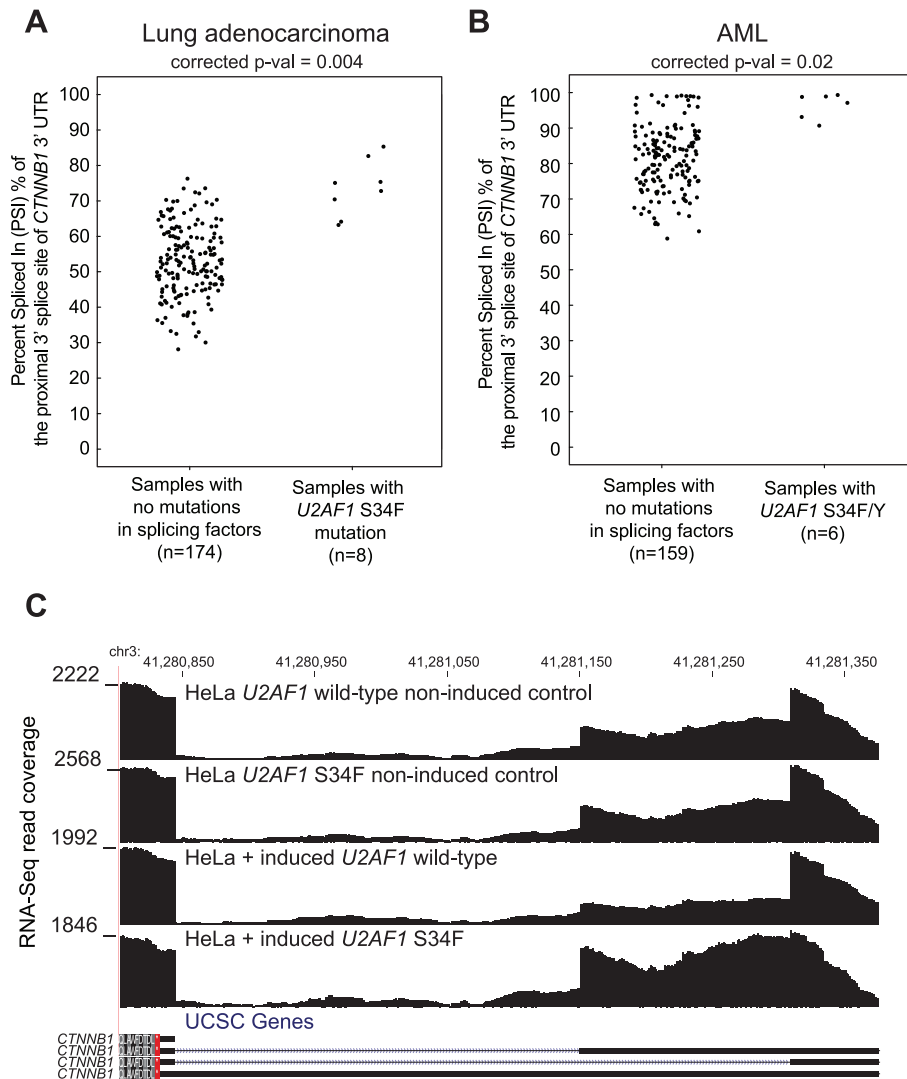 A
Lung adenocarcinoma
corrected p-val = 0.004
Percent Spliced In (PSI) % of
the proximal 3' splice site of CTNNB1 3' UTR
100
90
80
70
60
50
40
30
20
10
0
Samples with
no mutations
in splicing factors
(n=174)
Samples with
U2AF1 S34F
mutation
(n=8)
B
AML
corrected p-val = 0.02
Percent Spliced In (PSI) % of
the proximal 3' splice site of CTNNB1 3' UTR
100
90
80
70
60
50
40
30
20
10
0
Samples with
no mutations
in splicing factors
(n=159)
Samples with
U2AF1 S34F/Y
(n=6)
C
chr3:
41,280,850 41,280,950 41,281,050 41,281,150 41,281,250 41,281,350
RNA-Seq read coverage
2222
HeLa U2AF1 wild-type non-induced control
2568
HeLa U2AF1 S34F non-induced control
1992
HeLa + induced U2AF1 wild-type
1846
HeLa + induced U2AF1 S34F
UCSC Genes
CTNNB1
CTNNB1
CTNNB1
CTNNB1